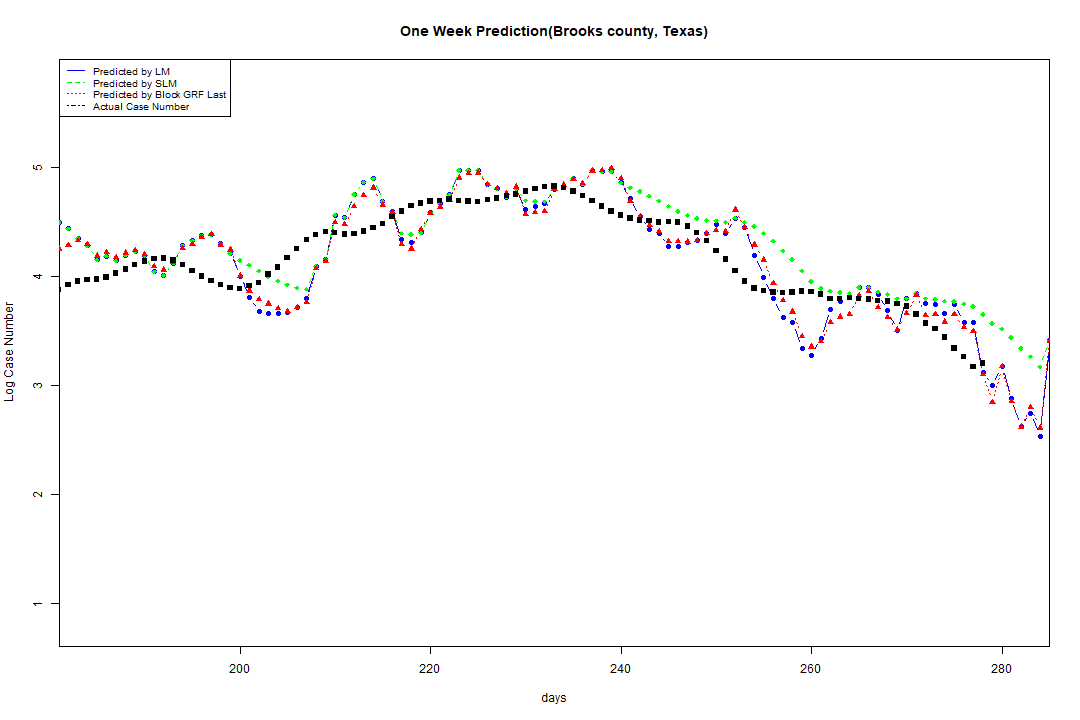 One Week Prediction(Brooks county, Texas)
Predicted by LM
Predicted by SLM
Predicted by Block GRF Last
Actual Case Number
5
4
3
2
1
Log Case Number
200 220 240 260 280
days